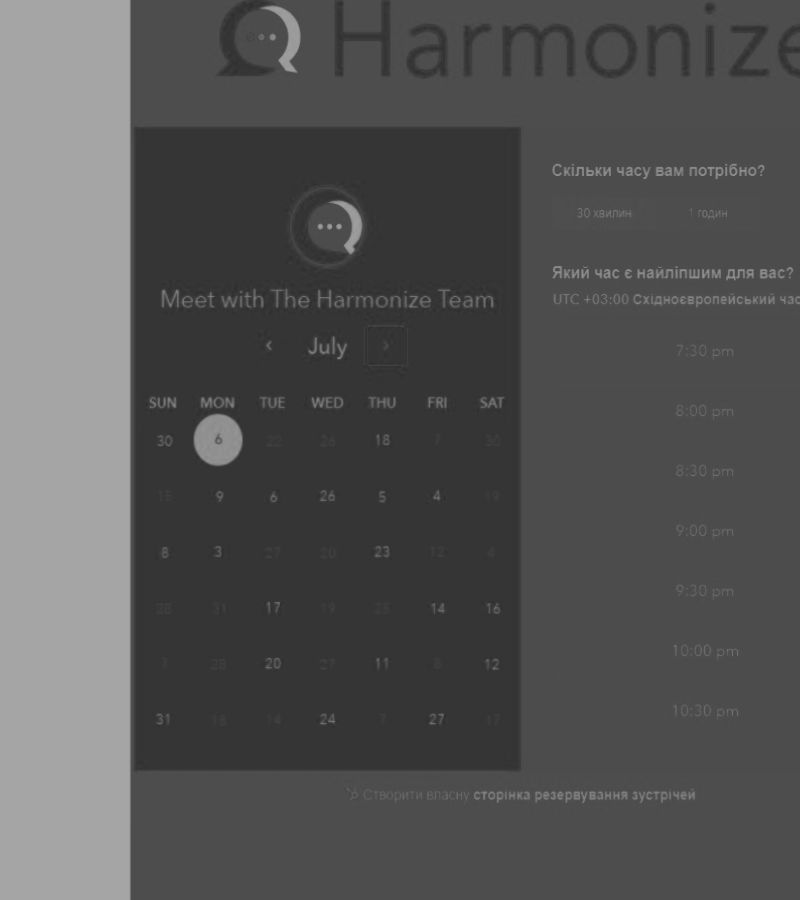 Harmonize
Meet with The Harmonize Team
July
SUN MON TUE WED THU FRI SAT
30 6 22 26 18 7 30
15 9 6 26 5 4 19
8 3 27 20 23 12 4
31 17 19 25 14 16
7 20 27 11 8 12
31 14 24 7 27 17
Скільки часу вам потрібно?
30 хвилин 1 годин
Який час є найліпшим для вас?
UTC +03:00 Східноєвропейський час
7:30 pm
8:00 pm
8:30 pm
9:00 pm
9:30 pm
10:00 pm
10:30 pm
Створити власну сторінка резервування зустрічей